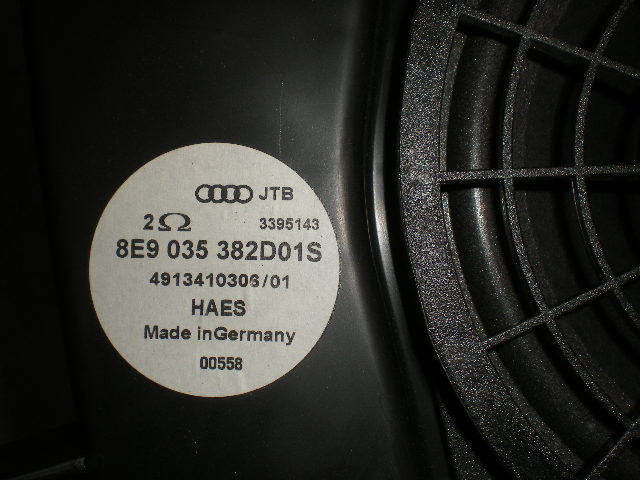 JTB
2Ω 3395143
8E9 035 382D01S
4913410306/01
HAES
Made inGermany
00558